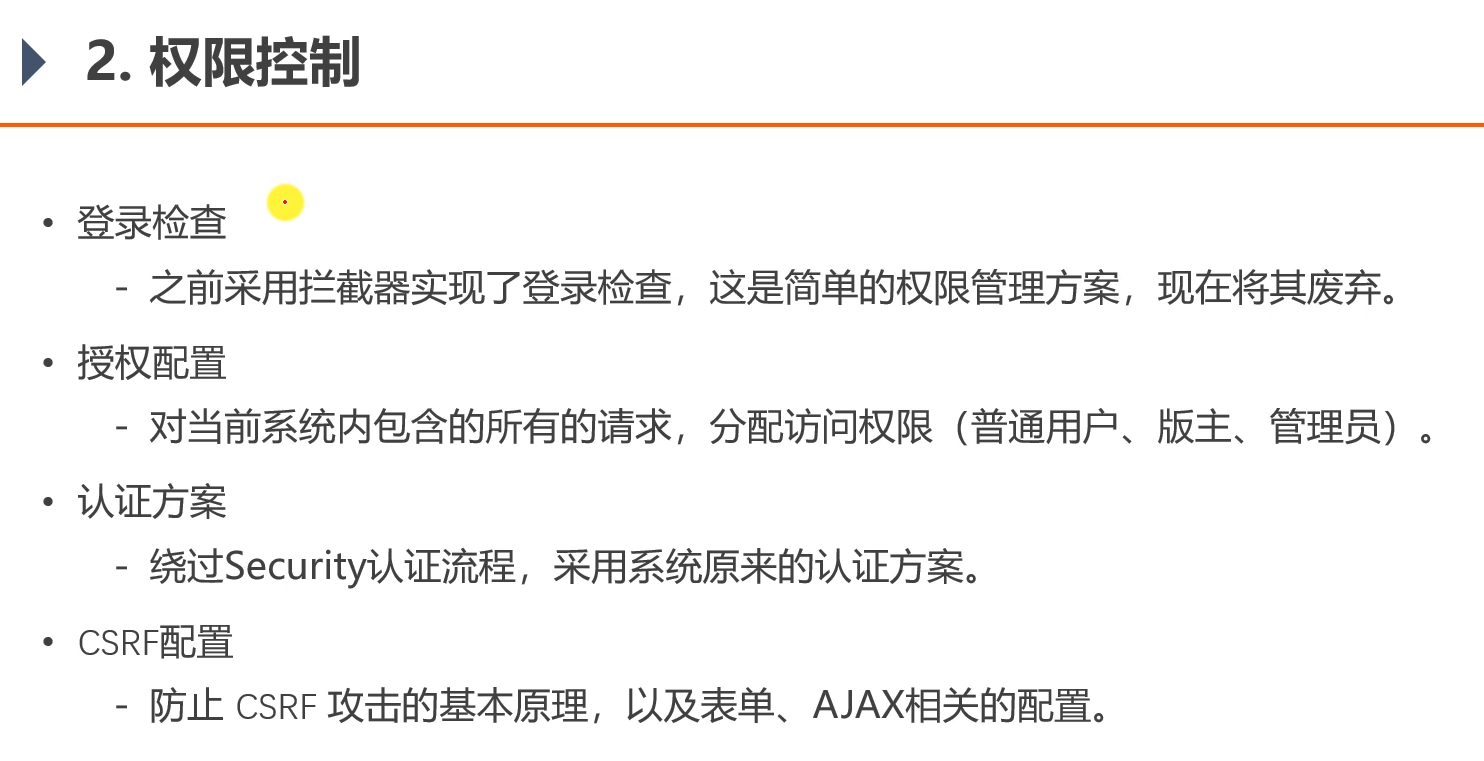 2. 权限控制
• 登录检查
- 之前采用拦截器实现了登录检查，这是简单的权限管理方案，现在将其废弃。
• 授权配置
- 对当前系统内包含的所有的请求，分配访问权限（普通用户、版主、管理员）。
• 认证方案
- 绕过Security认证流程，采用系统原来的认证方案。
• CSRF配置
- 防止 CSRF 攻击的基本原理，以及表单、AJAX相关的配置。